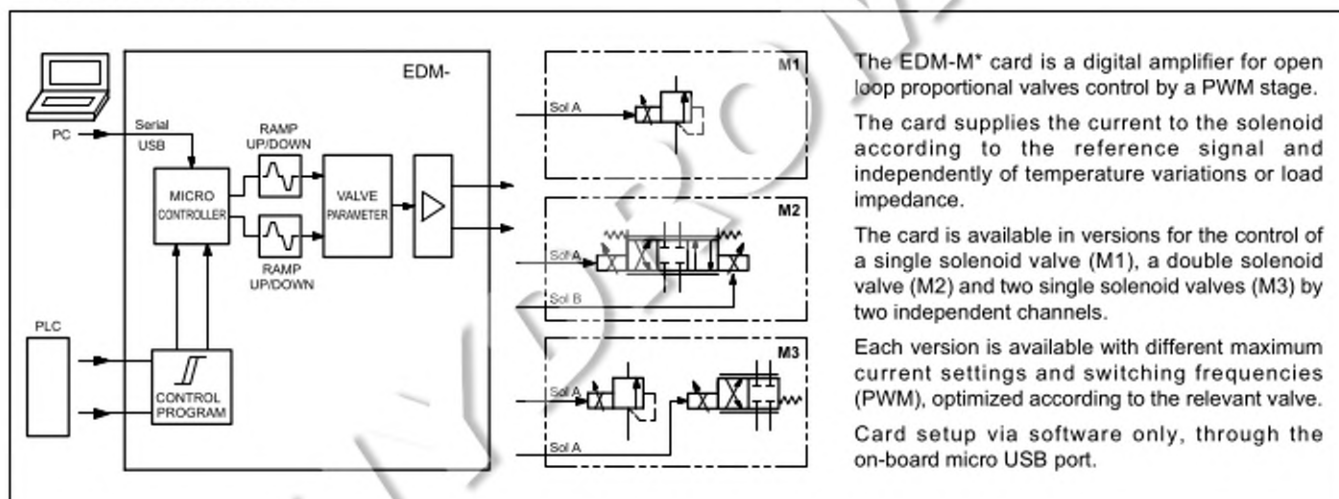 EDM-
M1
Sol A
PC
Serial
USB
RAMP
UP/DOWN
MICRO
CONTROLLER
VALVE
PARAMETER
RAMP
UP/DOWN
M2
Sol A
Sol B
PLC
CONTROL
PROGRAM
M3
Sol A
Sol A
The EDM-M* card is a digital amplifier for open
loop proportional valves control by a PWM stage.
The card supplies the current to the solenoid
according to the reference signal and
independently of temperature variations or load
impedance.
The card is available in versions for the control of
a single solenoid valve (M1), a double solenoid
valve (M2) and two single solenoid valves (M3) by
two independent channels.
Each version is available with different maximum
current settings and switching frequencies
(PWM), optimized according to the relevant valve.
Card setup via software only, through the
on-board micro USB port.